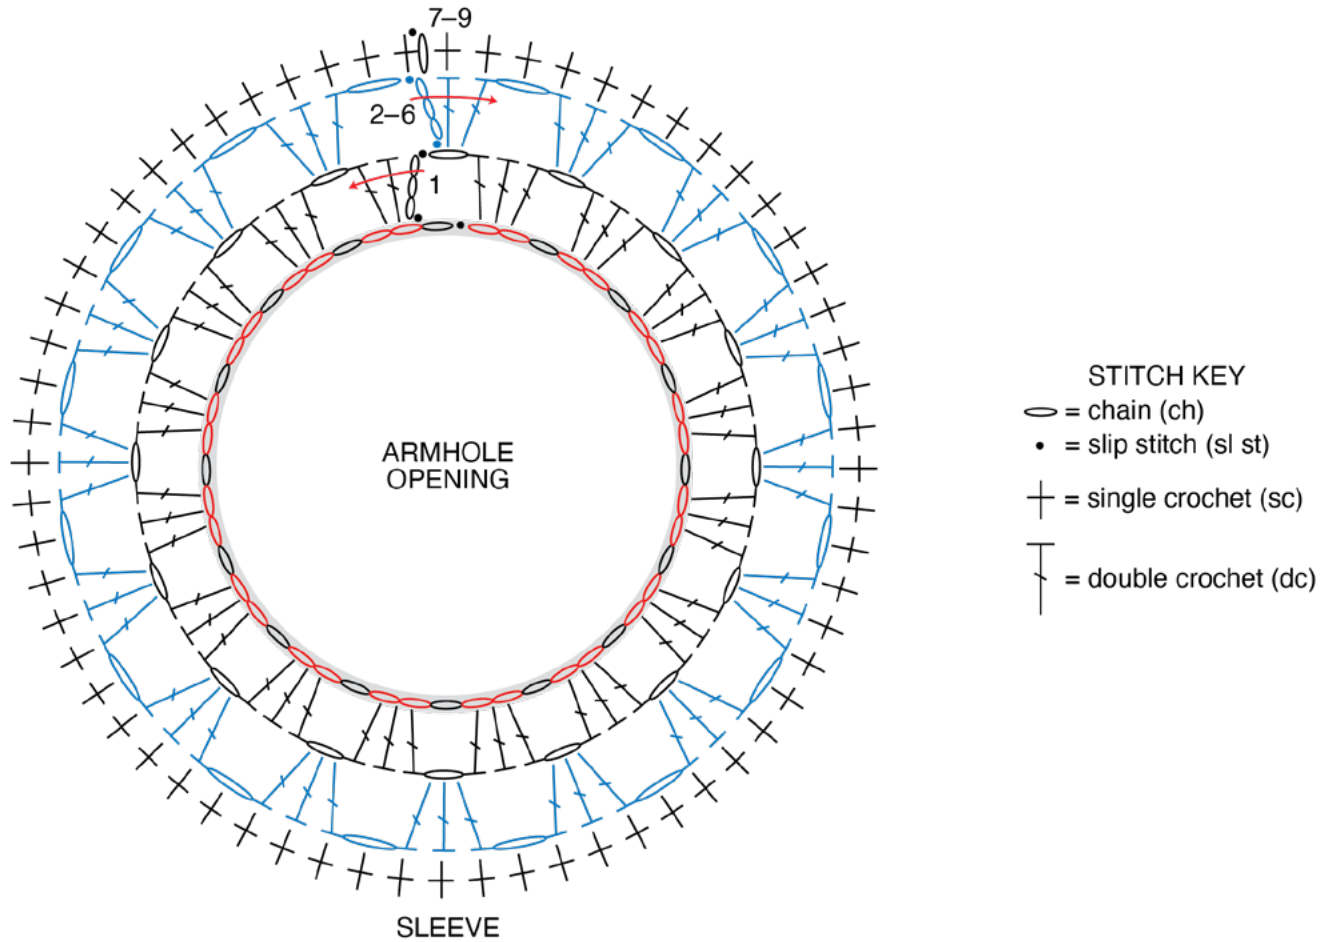 7–9
2–6
1
ARMHOLE
OPENING
SLEEVE
STITCH KEY
= chain (ch)
= slip stitch (sl st)
= single crochet (sc)
= double crochet (dc)